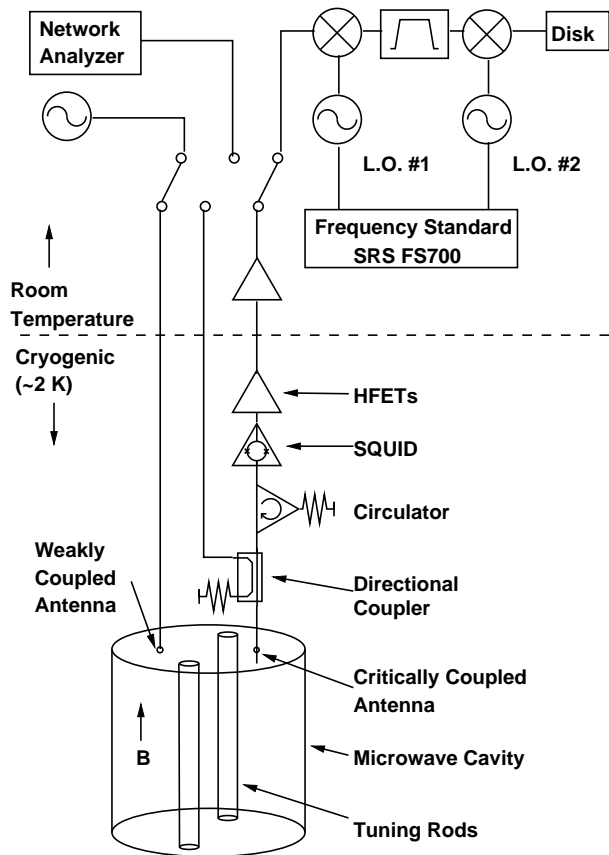 Network
Analyzer
Disk
L.O. #1
L.O. #2
Frequency Standard
SRS FS700
Room
Temperature
Cryogenic
(~2 K)
HFETs
SQUID
Circulator
Weakly
Coupled
Antenna
Directional
Coupler
Critically Coupled
Antenna
B
Microwave Cavity
Tuning Rods